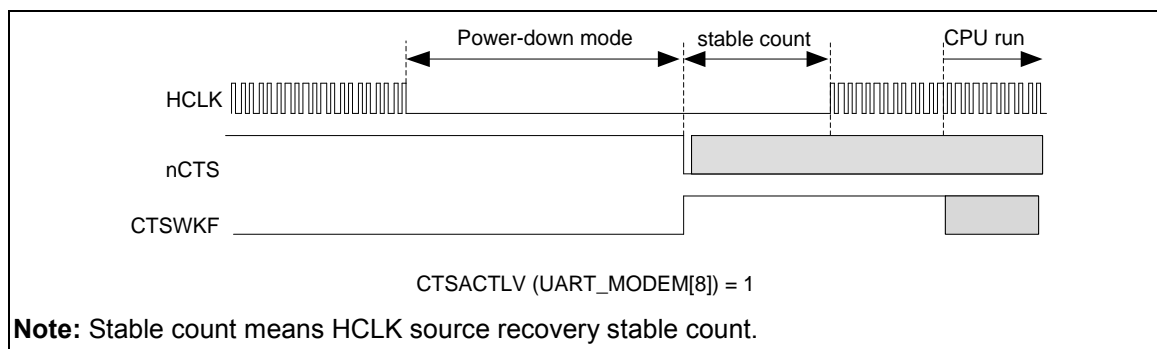 Power-down mode stable count CPU run
HCLK
nCTS
CTSWKF
CTSACTLV (UART_MODEM[8]) = 1
Note: Stable count means HCLK source recovery stable count.